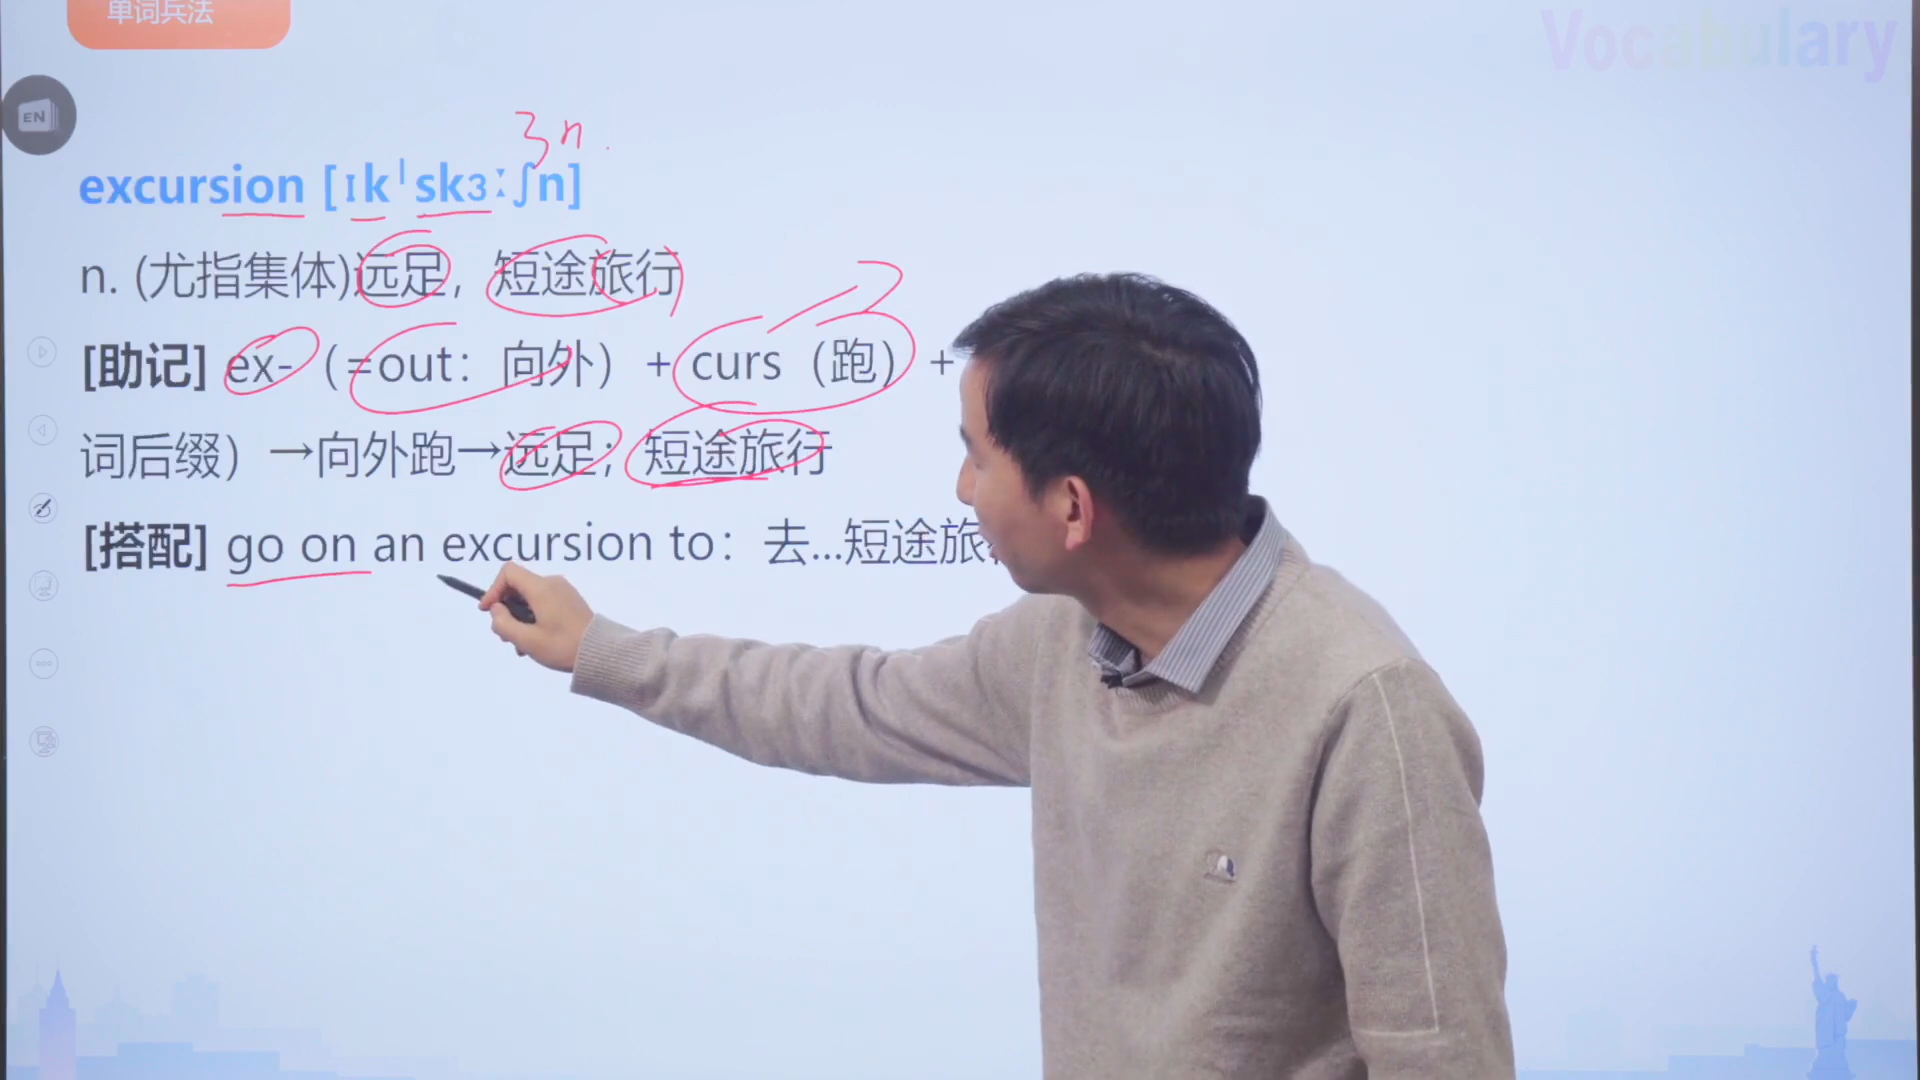 单词兵法
Vocabulary
EN
ʒn
excursion [ɪkˈskɜːʃn]
n. (尤指集体)远足, 短途旅行
[助记] ex-（=out：向外）+ curs（跑）+
词后缀）→向外跑→远足；短途旅行
[搭配] go on an excursion to：去...短途旅